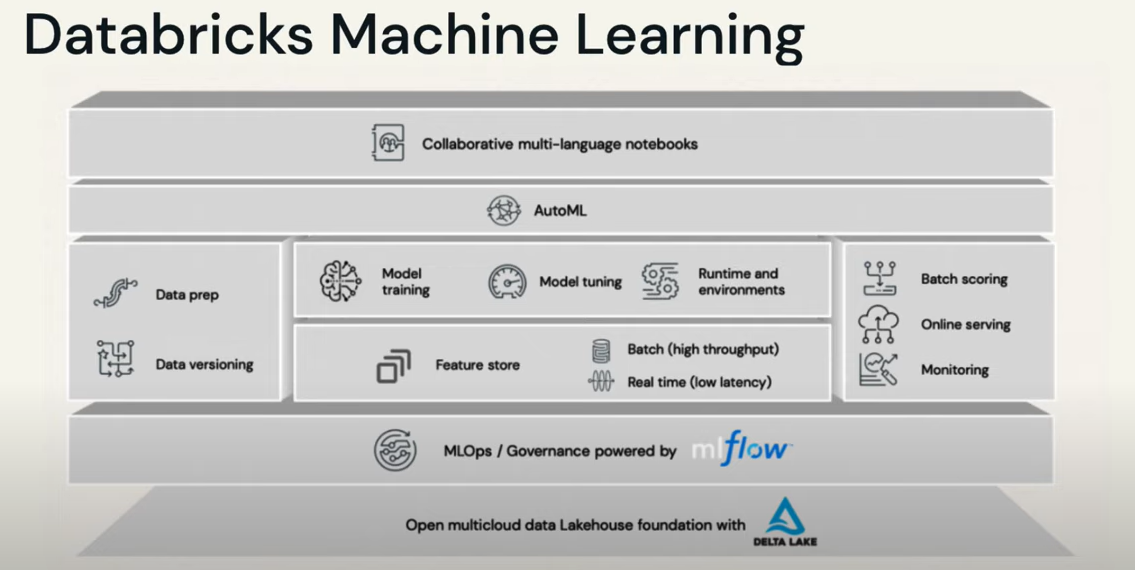 Databricks Machine Learning
Collaborative multi-language notebooks
AutoML
Data prep
Data versioning
Model
training
Model tuning
Runtime and
environments
Feature store
Batch (high throughput)
Real time (low latency)
Batch scoring
Online serving
Monitoring
MLOps / Governance powered by mlflow™
Open multicloud data Lakehouse foundation with
DELTA LAKE